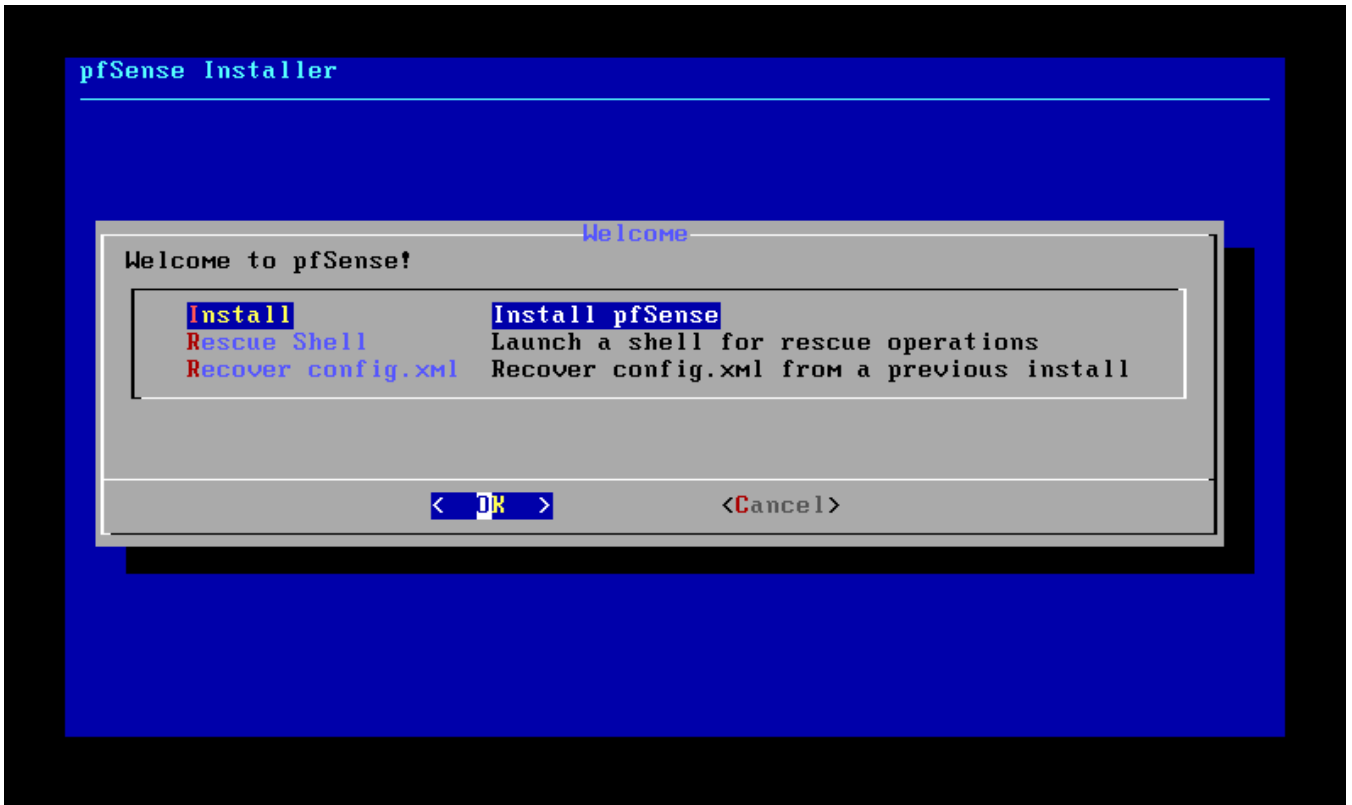 pfSense Installer
Welcome
Welcome to pfSense!
Install Install pfSense
Rescue Shell Launch a shell for rescue operations
Recover config.xml Recover config.xml from a previous install
< OK > <Cancel>